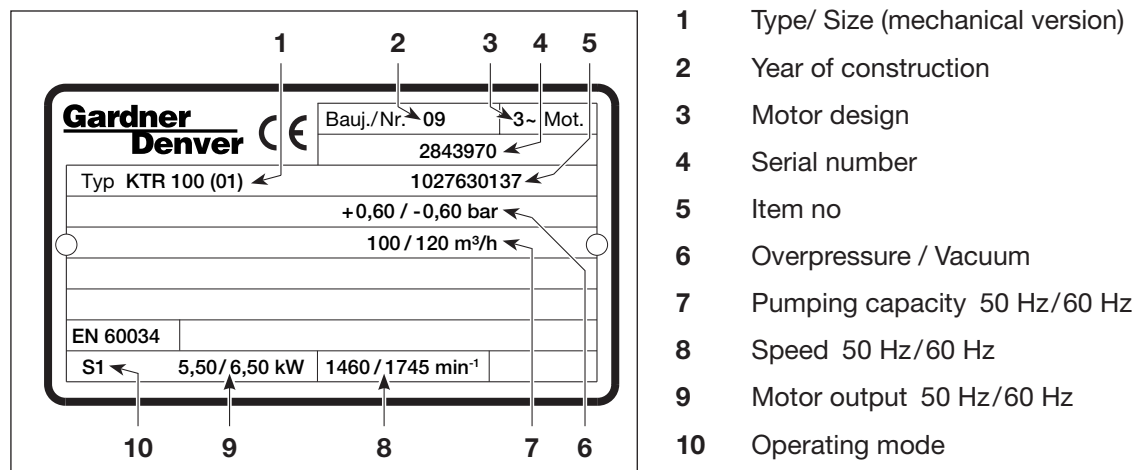 1 2 3 4 5
Gardner
Denver
CE
Bauj./Nr. 09 3~ Mot.
2843970
Typ KTR 100 (01) 1027630137
+0,60 / -0,60 bar
100 / 120 m³/h
EN 60034
S1 5,50/6,50 kW 1460 / 1745 min⁻¹
10 9 8 7 6
1 Type/ Size (mechanical version)
2 Year of construction
3 Motor design
4 Serial number
5 Item no
6 Overpressure / Vacuum
7 Pumping capacity 50 Hz/60 Hz
8 Speed 50 Hz/60 Hz
9 Motor output 50 Hz/60 Hz
10 Operating mode